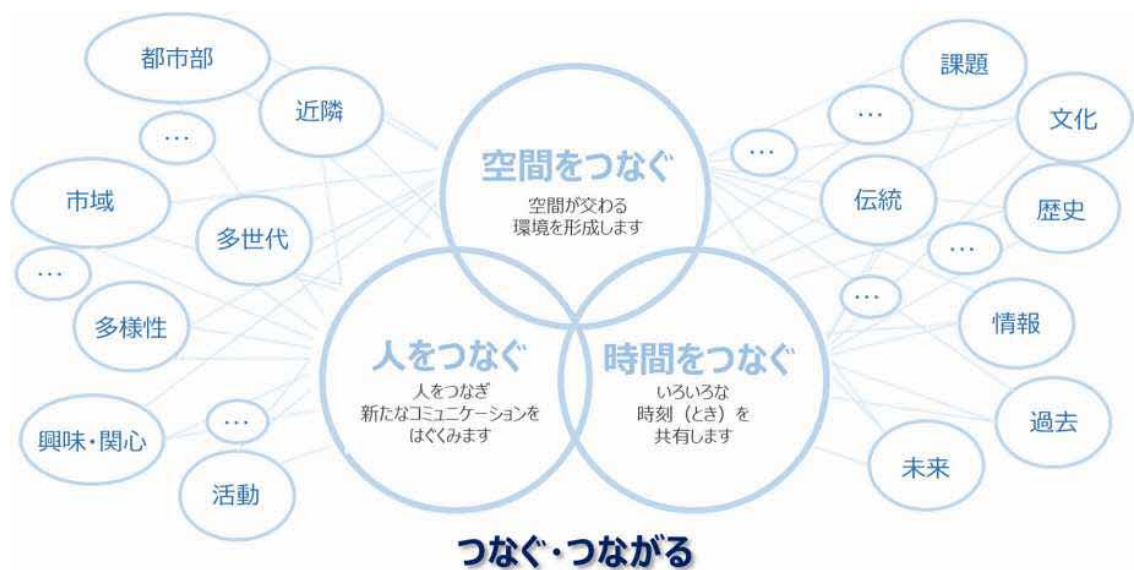 都市部
近隣
…
市域
多世代
…
多様性
興味・関心
…
活動
空間をつなぐ
空間が交わる
環境を形成します
人をつなぐ
人をつなぎ
新たなコミュニケーションを
はぐくみます
時間をつなぐ
いろいろな
時刻(とき)を
共有します
課題
…
…
文化
伝統
歴史
…
…
情報
過去
未来
つなぐ・つながる